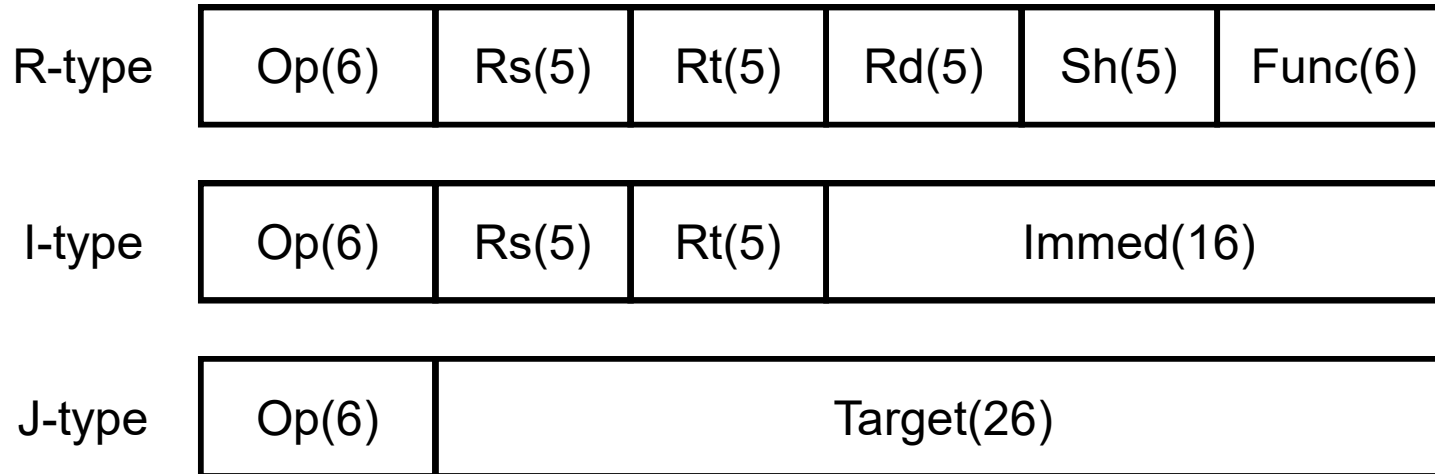 R-type Op(6) Rs(5) Rt(5) Rd(5) Sh(5) Func(6)
I-type Op(6) Rs(5) Rt(5) Immed(16)
J-type Op(6) Target(26)